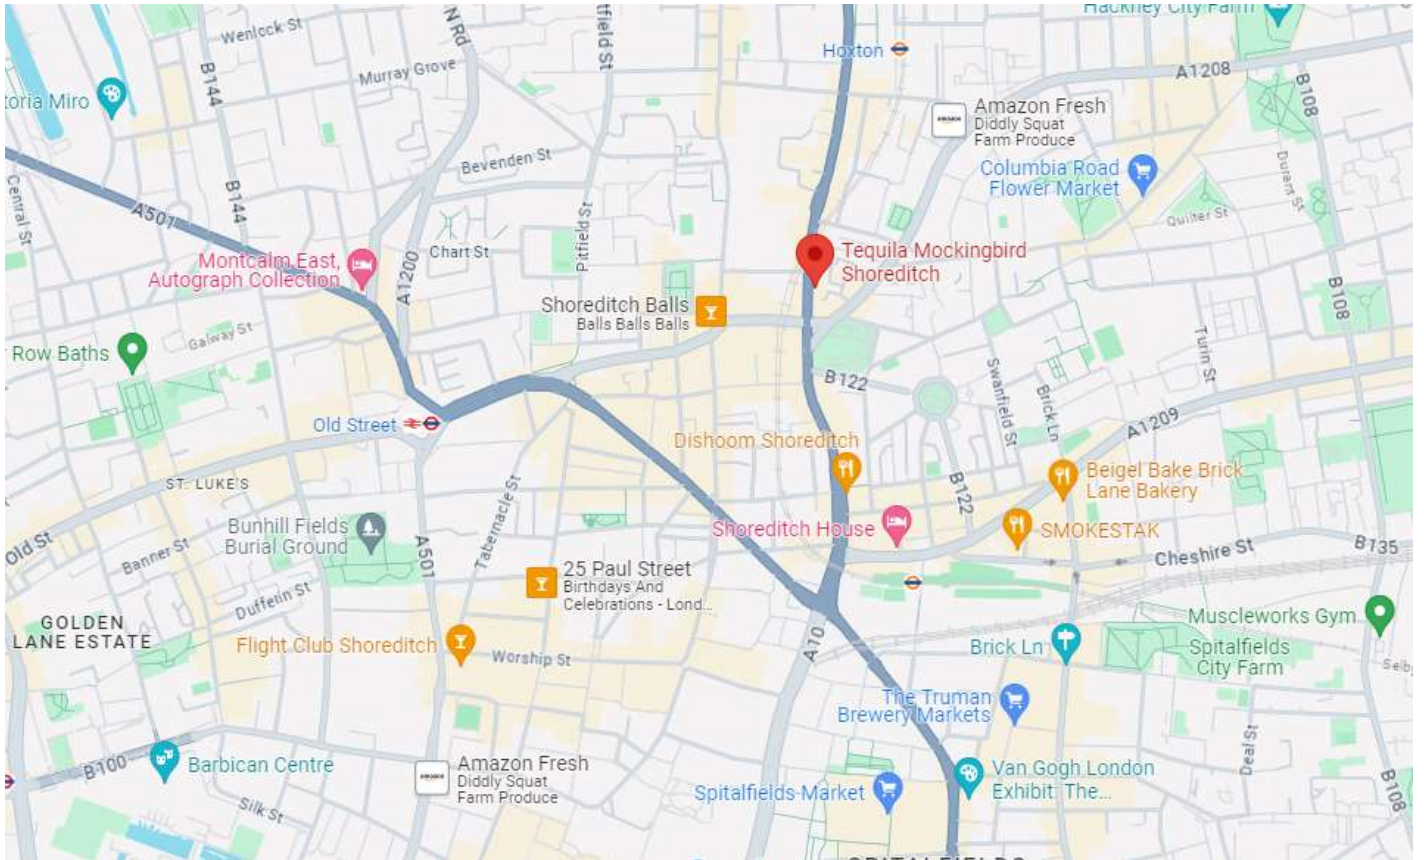 Wenlock St
N Rd
tfield St
Hackney City Farm
Hoxton
B144
Murray Grove
A1208
toria Miro
Amazon Fresh
Diddly Squat
Farm Produce
B108
amazon
Bevenden St
Columbia Road
Flower Market
Durant St
Central St
A501
B144
Quilter St
Pitfield St
Chart St
Montcalm East,
Autograph Collection
A1200
Tequila Mockingbird
Shoreditch
B108
Shoreditch Balls
Balls Balls Balls
Galway St
r Row Baths
Turin St
B122
Swanfield St
Brick Ln
Old Street
A1209
Dishoom Shoreditch
ST. LUKE'S
Tabernacle St
B122
Beigel Bake Brick
Lane Bakery
Bunhill Fields
Burial Ground
Shoreditch House
SMOKESTAK
Old St
Banner St
A501
Cheshire St
B135
25 Paul Street
Birthdays And
Celebrations - Lond...
Dufferin St
GOLDEN
LANE ESTATE
Muscleworks Gym
Flight Club Shoreditch
Worship St
A10
Brick Ln
Spitalfields
City Farm
Selby
The Truman
Brewery Markets
Deal St
B100
Barbican Centre
Amazon Fresh
Diddly Squat
Farm Produce
amazon
Spitalfields Market
Van Gogh London
Exhibit: The...
B108
Silk St
SPITALFIELDS